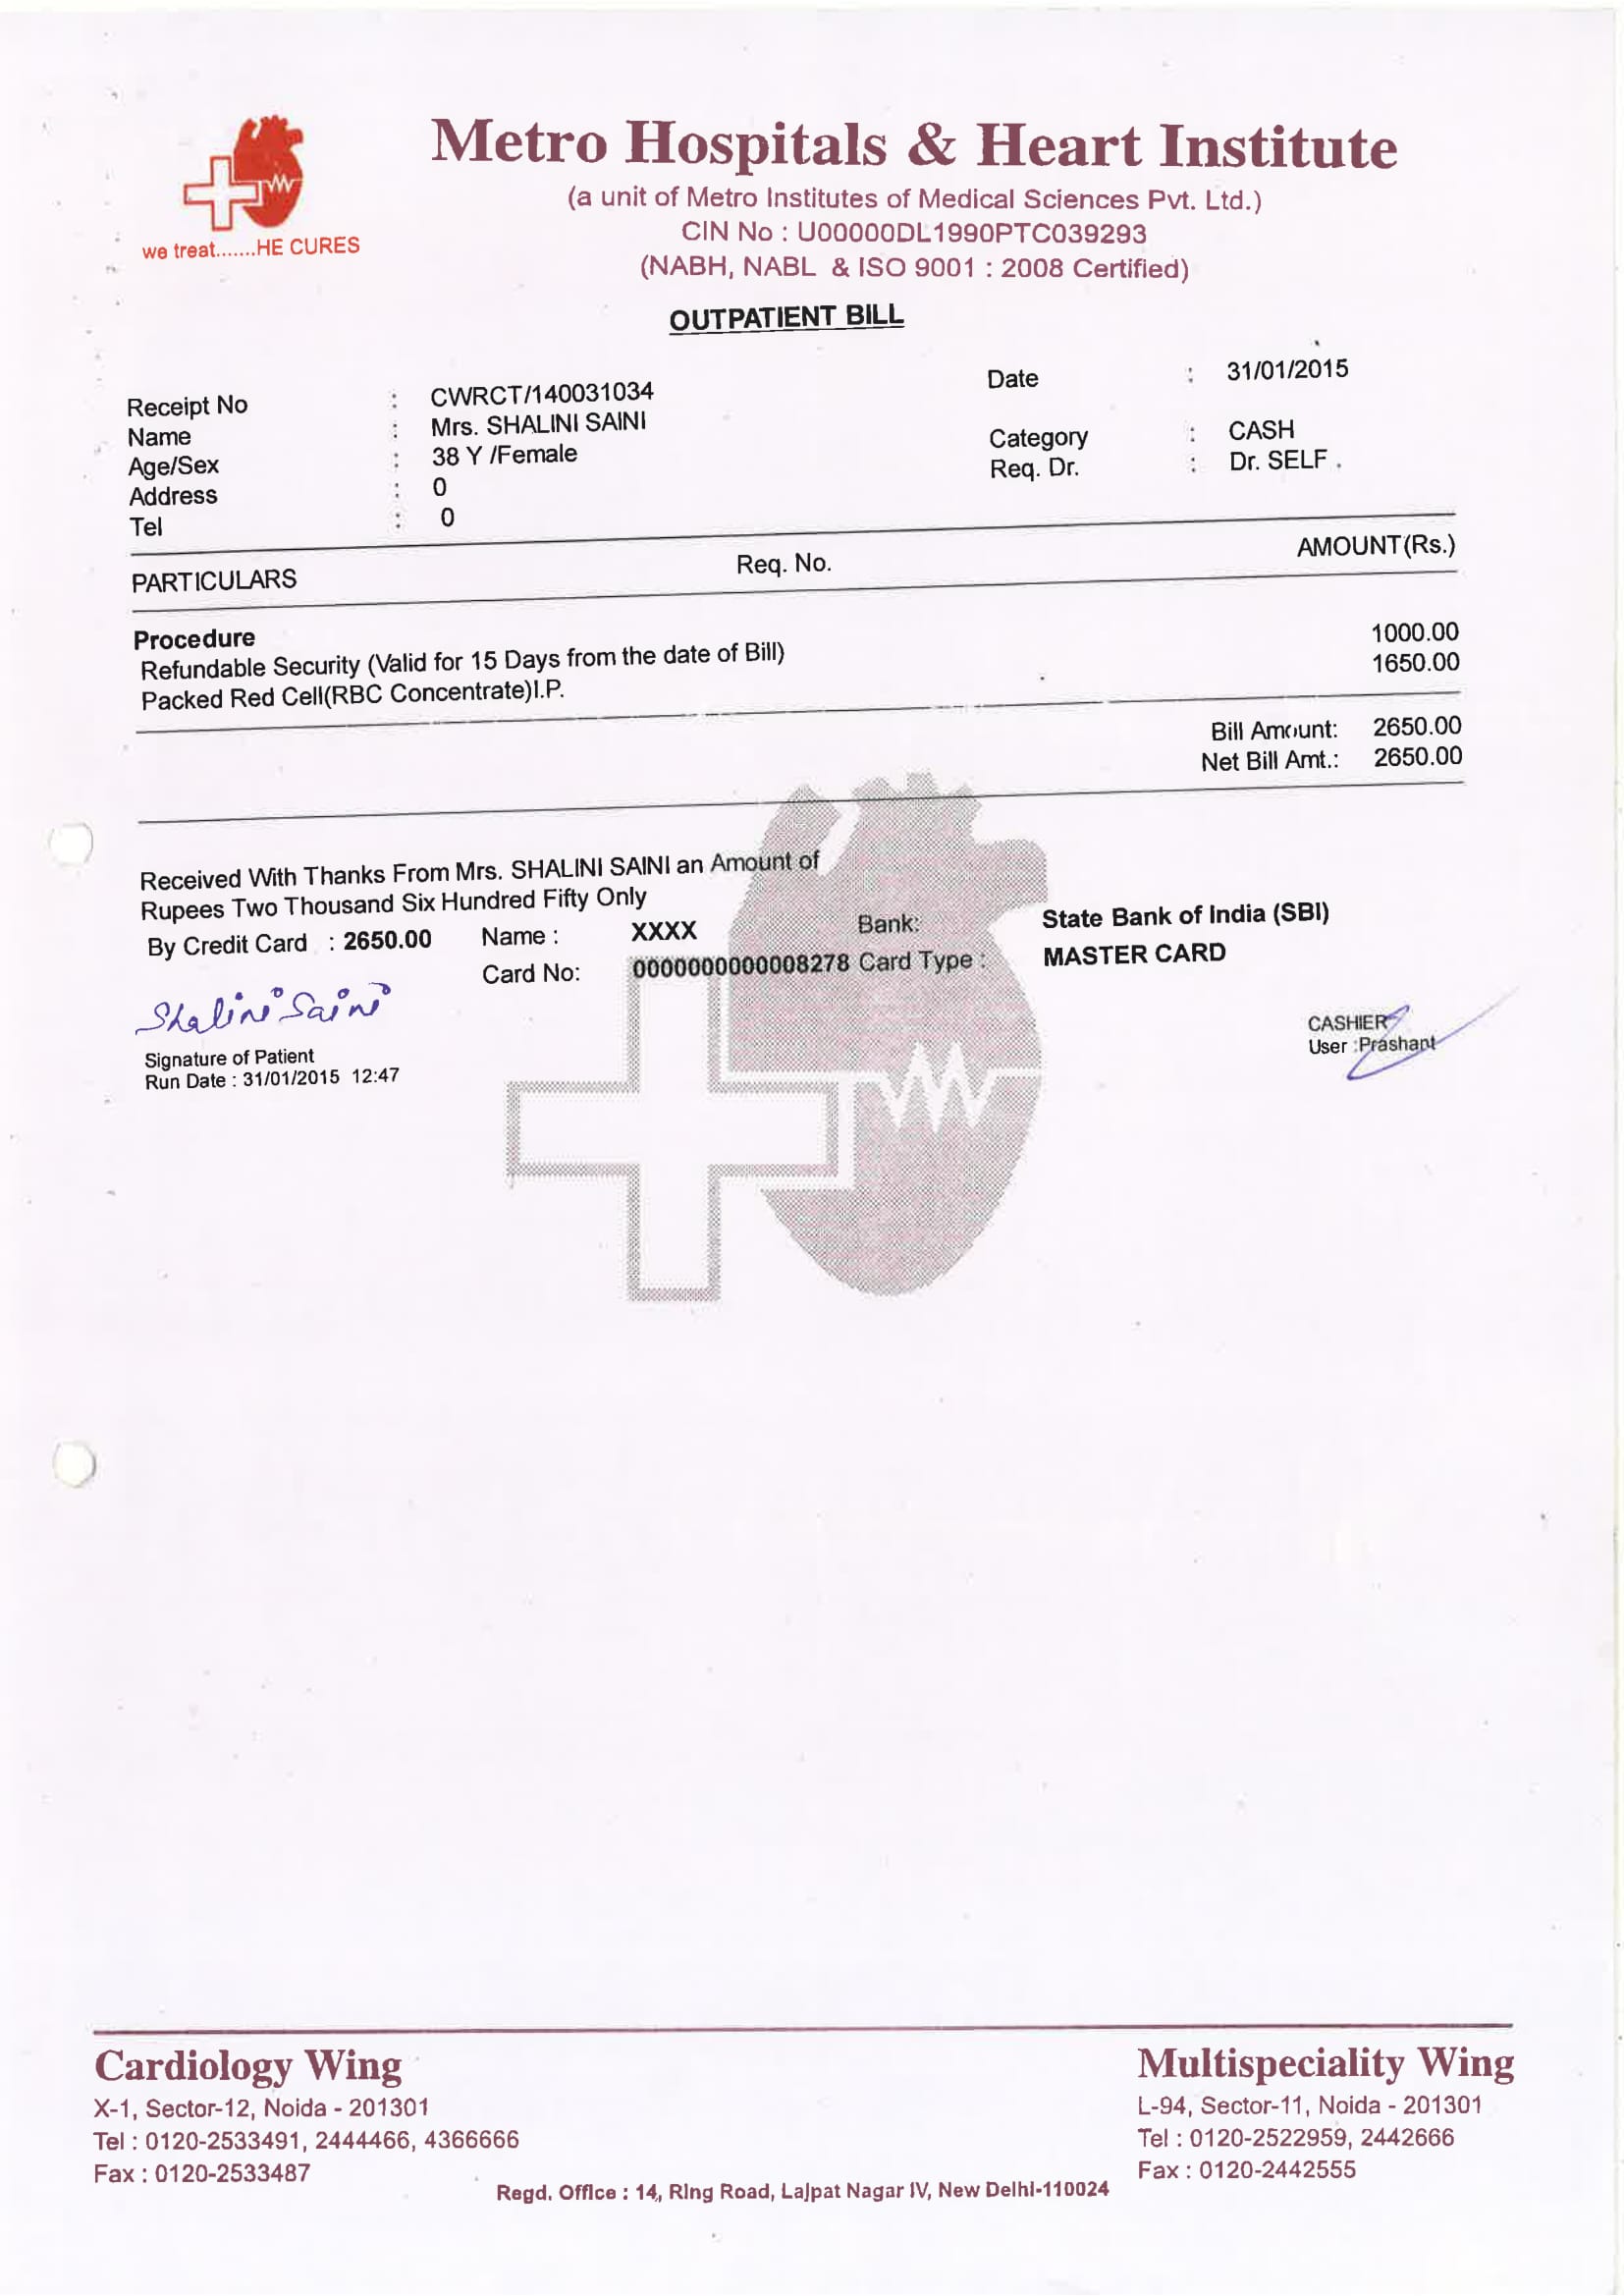 we treat.......HE CURES
Metro Hospitals & Heart Institute
(a unit of Metro Institutes of Medical Sciences Pvt. Ltd.)
CIN No : U00000DL1990PTC039293
(NABH, NABL & ISO 9001 : 2008 Certified)
OUTPATIENT BILL
Receipt No : CWRCT/140031034 Date : 31/01/2015
Name : Mrs. SHALINI SAINI
Age/Sex : 38 Y /Female Category : CASH
Address : 0 Req. Dr. : Dr. SELF .
Tel : 0
PARTICULARS Req. No. AMOUNT(Rs.)
Procedure
Refundable Security (Valid for 15 Days from the date of Bill) 1000.00
Packed Red Cell(RBC Concentrate)I.P. 1650.00
Bill Amount: 2650.00
Net Bill Amt.: 2650.00
Received With Thanks From Mrs. SHALINI SAINI an Amount of
Rupees Two Thousand Six Hundred Fifty Only
By Credit Card : 2650.00 Name : XXXX Bank: State Bank of India (SBI)
Card No: 0000000000008278 Card Type : MASTER CARD
Shalini Saini
Signature of Patient
Run Date : 31/01/2015 12:47
CASHIER
User :Prashant
Cardiology Wing
X-1, Sector-12, Noida - 201301
Tel : 0120-2533491, 2444466, 4366666
Fax : 0120-2533487
Multispeciality Wing
L-94, Sector-11, Noida - 201301
Tel : 0120-2522959, 2442666
Fax : 0120-2442555
Regd. Office : 14, Ring Road, Lajpat Nagar IV, New Delhi-110024